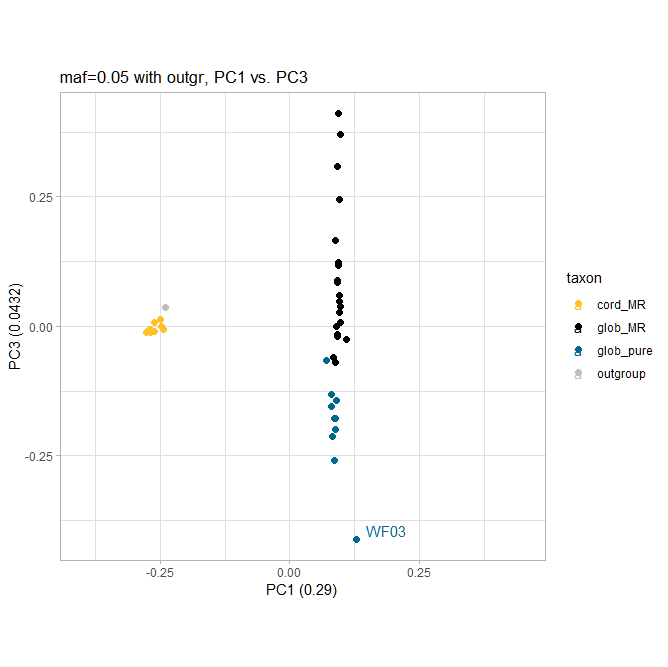 maf=0.05 with outgr, PC1 vs. PC3
PC3 (0.0432)
0.25
0.00
-0.25
WF03
-0.25
0.00
0.25
PC1 (0.29)
taxon
a cord_MR
a glob_MR
a glob_pure
a outgroup